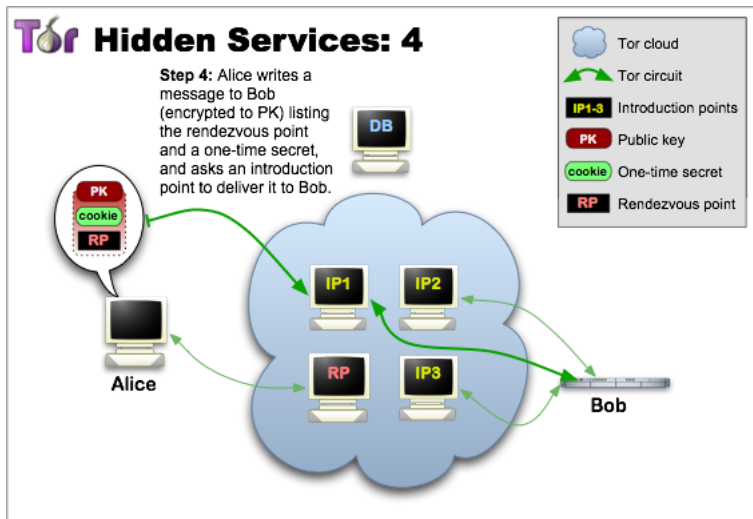 Tor Hidden Services: 4
Step 4: Alice writes a
message to Bob
(encrypted to PK) listing
the rendezvous point
and a one-time secret,
and asks an introduction
point to deliver it to Bob.
DB
Tor cloud
Tor circuit
IP1-3 Introduction points
PK Public key
cookie One-time secret
RP Rendezvous point
PK
cookie
RP
IP1
IP2
RP
IP3
Alice
Bob